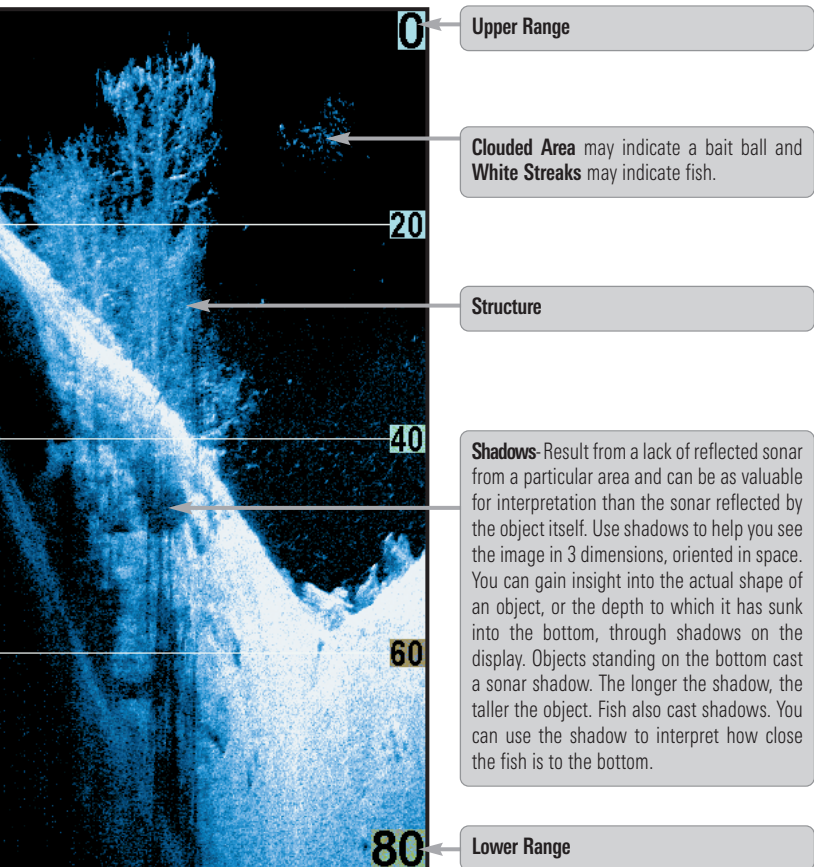 0
Upper Range
Clouded Area may indicate a bait ball and
White Streaks may indicate fish.
20
Structure
40
Shadows- Result from a lack of reflected sonar
from a particular area and can be as valuable
for interpretation than the sonar reflected by
the object itself. Use shadows to help you see
the image in 3 dimensions, oriented in space.
You can gain insight into the actual shape of
an object, or the depth to which it has sunk
into the bottom, through shadows on the
display. Objects standing on the bottom cast
a sonar shadow. The longer the shadow, the
taller the object. Fish also cast shadows. You
can use the shadow to interpret how close
the fish is to the bottom.
60
80
Lower Range